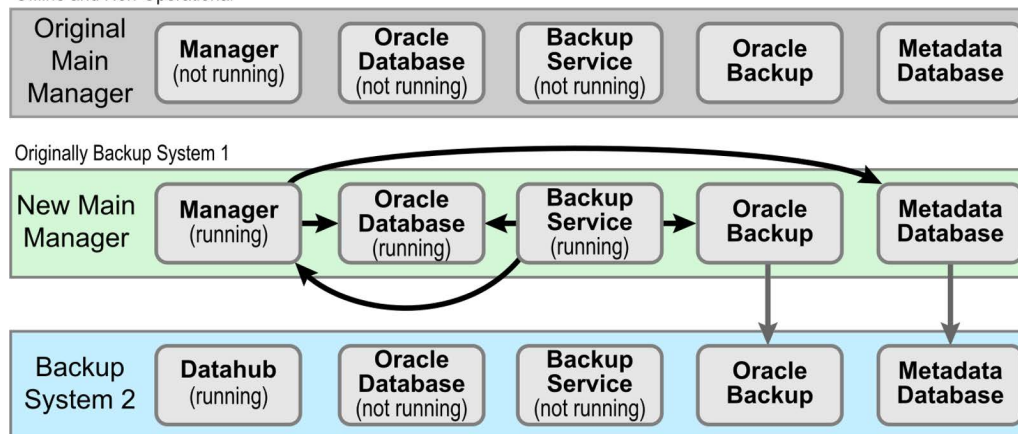 Original
Main
Manager
Manager
(not running)
Oracle
Database
(not running)
Backup
Service
(not running)
Oracle
Backup
Metadata
Database
Originally Backup System 1
New Main
Manager
Manager
(running)
Oracle
Database
(running)
Backup
Service
(running)
Oracle
Backup
Metadata
Database
Backup
System 2
Datahub
(running)
Oracle
Database
(not running)
Backup
Service
(not running)
Oracle
Backup
Metadata
Database